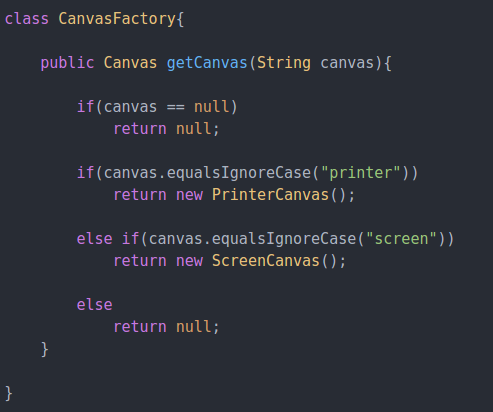 class CanvasFactory{
    public Canvas getCanvas(String canvas){
        if(canvas == null)
            return null;
        if(canvas.equalsIgnoreCase("printer"))
            return new PrinterCanvas();
        else if(canvas.equalsIgnoreCase("screen"))
            return new ScreenCanvas();
        else
            return null;
    }
}